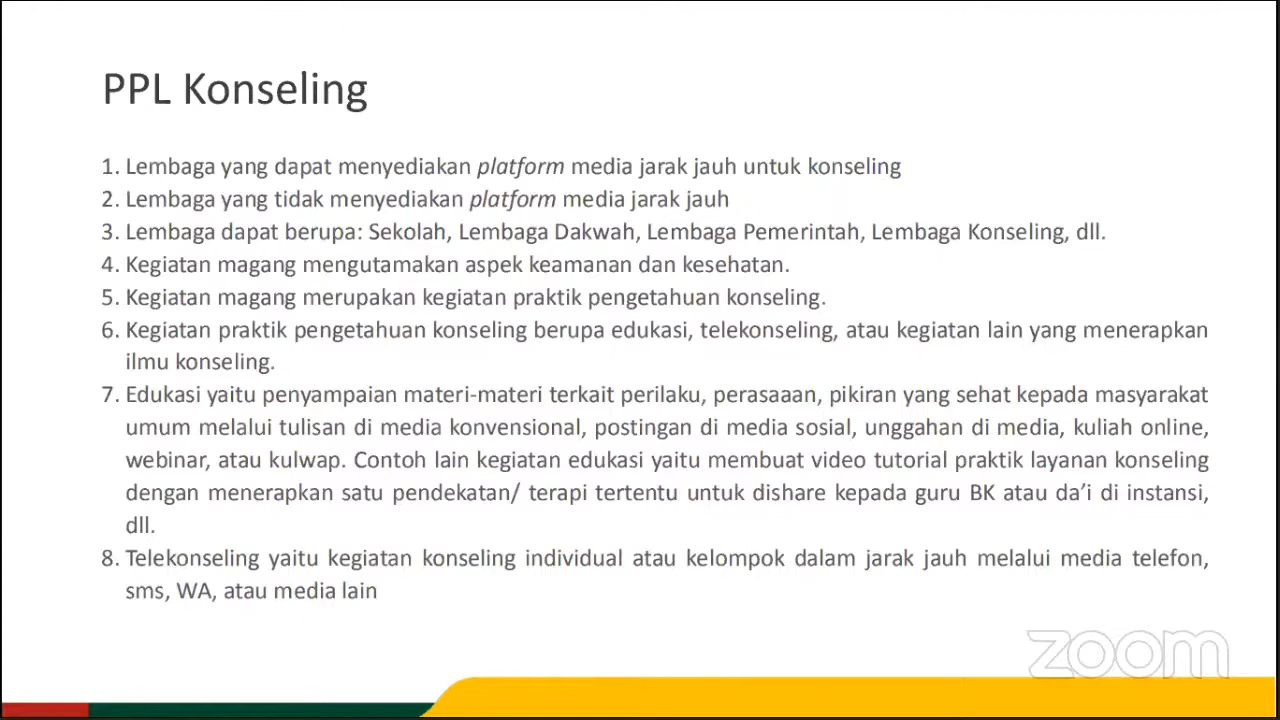 PPL Konseling
1. Lembaga yang dapat menyediakan platform media jarak jauh untuk konseling
2. Lembaga yang tidak menyediakan platform media jarak jauh
3. Lembaga dapat berupa: Sekolah, Lembaga Dakwah, Lembaga Pemerintah, Lembaga Konseling, dll.
4. Kegiatan magang mengutamakan aspek keamanan dan kesehatan.
5. Kegiatan magang merupakan kegiatan praktik pengetahuan konseling.
6. Kegiatan praktik pengetahuan konseling berupa edukasi, telekonseling, atau kegiatan lain yang menerapkan
ilmu konseling.
7. Edukasi yaitu penyampaian materi-materi terkait perilaku, perasaaan, pikiran yang sehat kepada masyarakat
umum melalui tulisan di media konvensional, postingan di media sosial, unggahan di media, kuliah online,
webinar, atau kulwap. Contoh lain kegiatan edukasi yaitu membuat video tutorial praktik layanan konseling
dengan menerapkan satu pendekatan/ terapi tertentu untuk dishare kepada guru BK atau da’i di instansi,
dll.
8. Telekonseling yaitu kegiatan konseling individual atau kelompok dalam jarak jauh melalui media telefon,
sms, WA, atau media lain
zoom